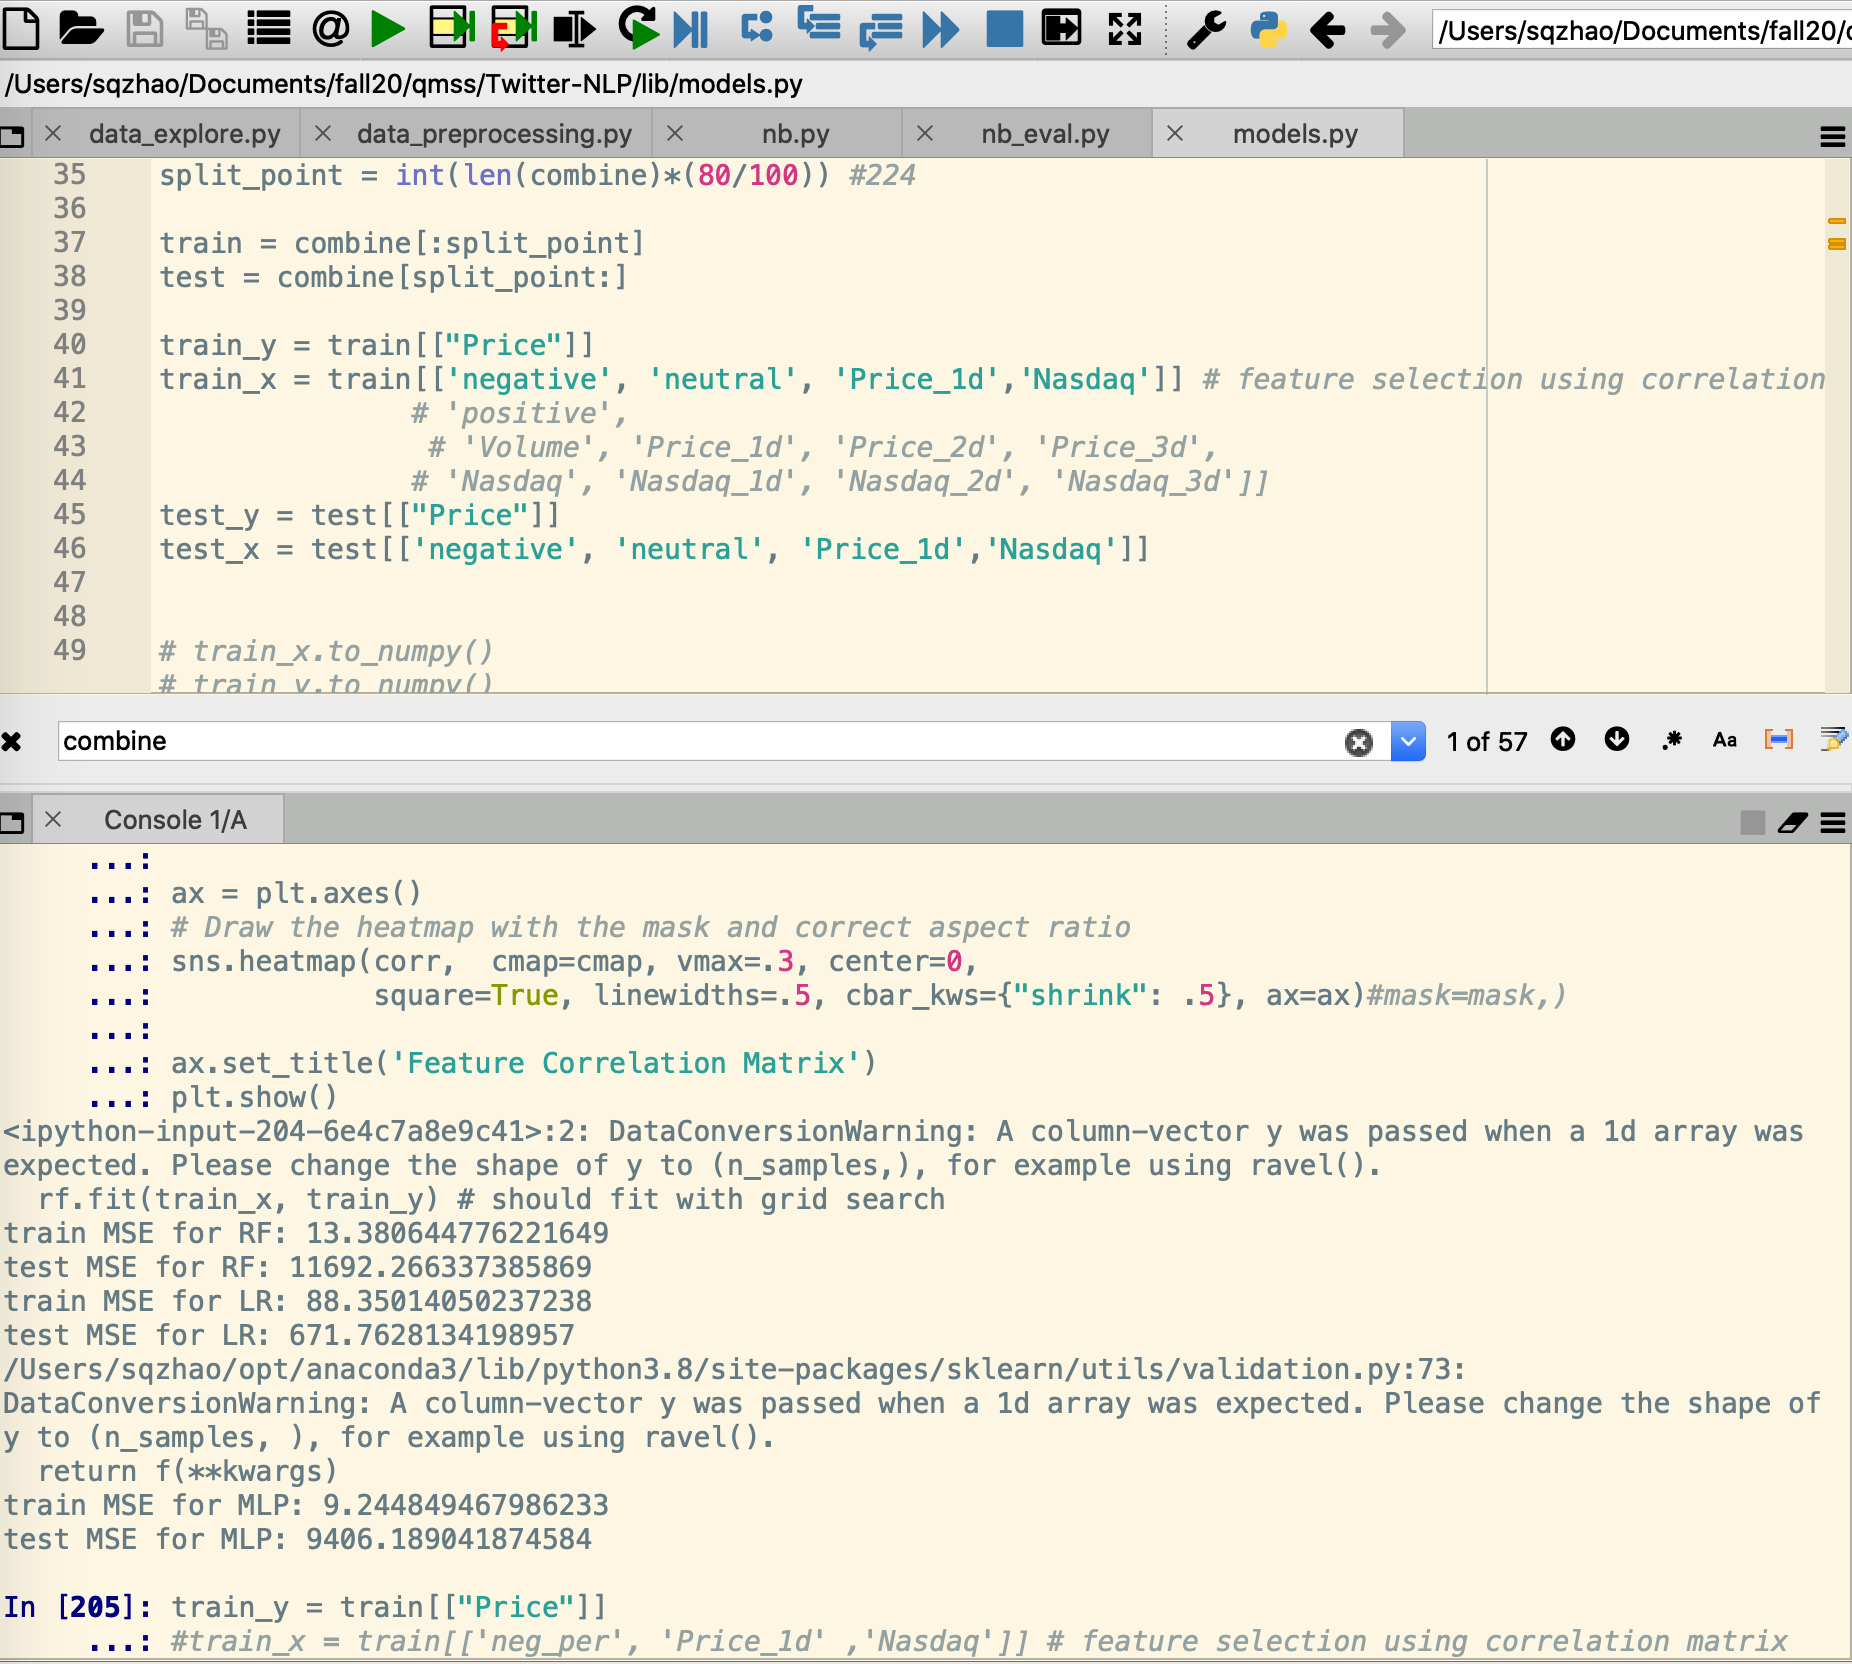 /Users/sqzhao/Documents/fall20/
/Users/sqzhao/Documents/fall20/qmss/Twitter-NLP/lib/models.py
data_explore.py data_preprocessing.py nb.py nb_eval.py models.py
35 split_point = int(len(combine)*(80/100)) #224
36
37 train = combine[:split_point]
38 test = combine[split_point:]
39
40 train_y = train[["Price"]]
41 train_x = train[['negative', 'neutral', 'Price_1d','Nasdaq']] # feature selection using correlation
42 # 'positive',
43 # 'Volume', 'Price_1d', 'Price_2d', 'Price_3d',
44 # 'Nasdaq', 'Nasdaq_1d', 'Nasdaq_2d', 'Nasdaq_3d']]
45 test_y = test[["Price"]]
46 test_x = test[['negative', 'neutral', 'Price_1d','Nasdaq']]
47
48
49 # train_x.to_numpy()
# train_y.to_numpy()
combine 1 of 57 .* Aa
Console 1/A
...:
...: ax = plt.axes()
...: # Draw the heatmap with the mask and correct aspect ratio
...: sns.heatmap(corr, cmap=cmap, vmax=.3, center=0,
...: square=True, linewidths=.5, cbar_kws={"shrink": .5}, ax=ax)#mask=mask,)
...:
...: ax.set_title('Feature Correlation Matrix')
...: plt.show()
<ipython-input-204-6e4c7a8e9c41>:2: DataConversionWarning: A column-vector y was passed when a 1d array was
expected. Please change the shape of y to (n_samples,), for example using ravel().
rf.fit(train_x, train_y) # should fit with grid search
train MSE for RF: 13.380644776221649
test MSE for RF: 11692.266337385869
train MSE for LR: 88.35014050237238
test MSE for LR: 671.7628134198957
/Users/sqzhao/opt/anaconda3/lib/python3.8/site-packages/sklearn/utils/validation.py:73:
DataConversionWarning: A column-vector y was passed when a 1d array was expected. Please change the shape of
y to (n_samples, ), for example using ravel().
return f(**kwargs)
train MSE for MLP: 9.244849467986233
test MSE for MLP: 9406.189041874584
In [205]: train_y = train[["Price"]]
...: #train_x = train[['neg_per', 'Price_1d' ,'Nasdaq']] # feature selection using correlation matrix